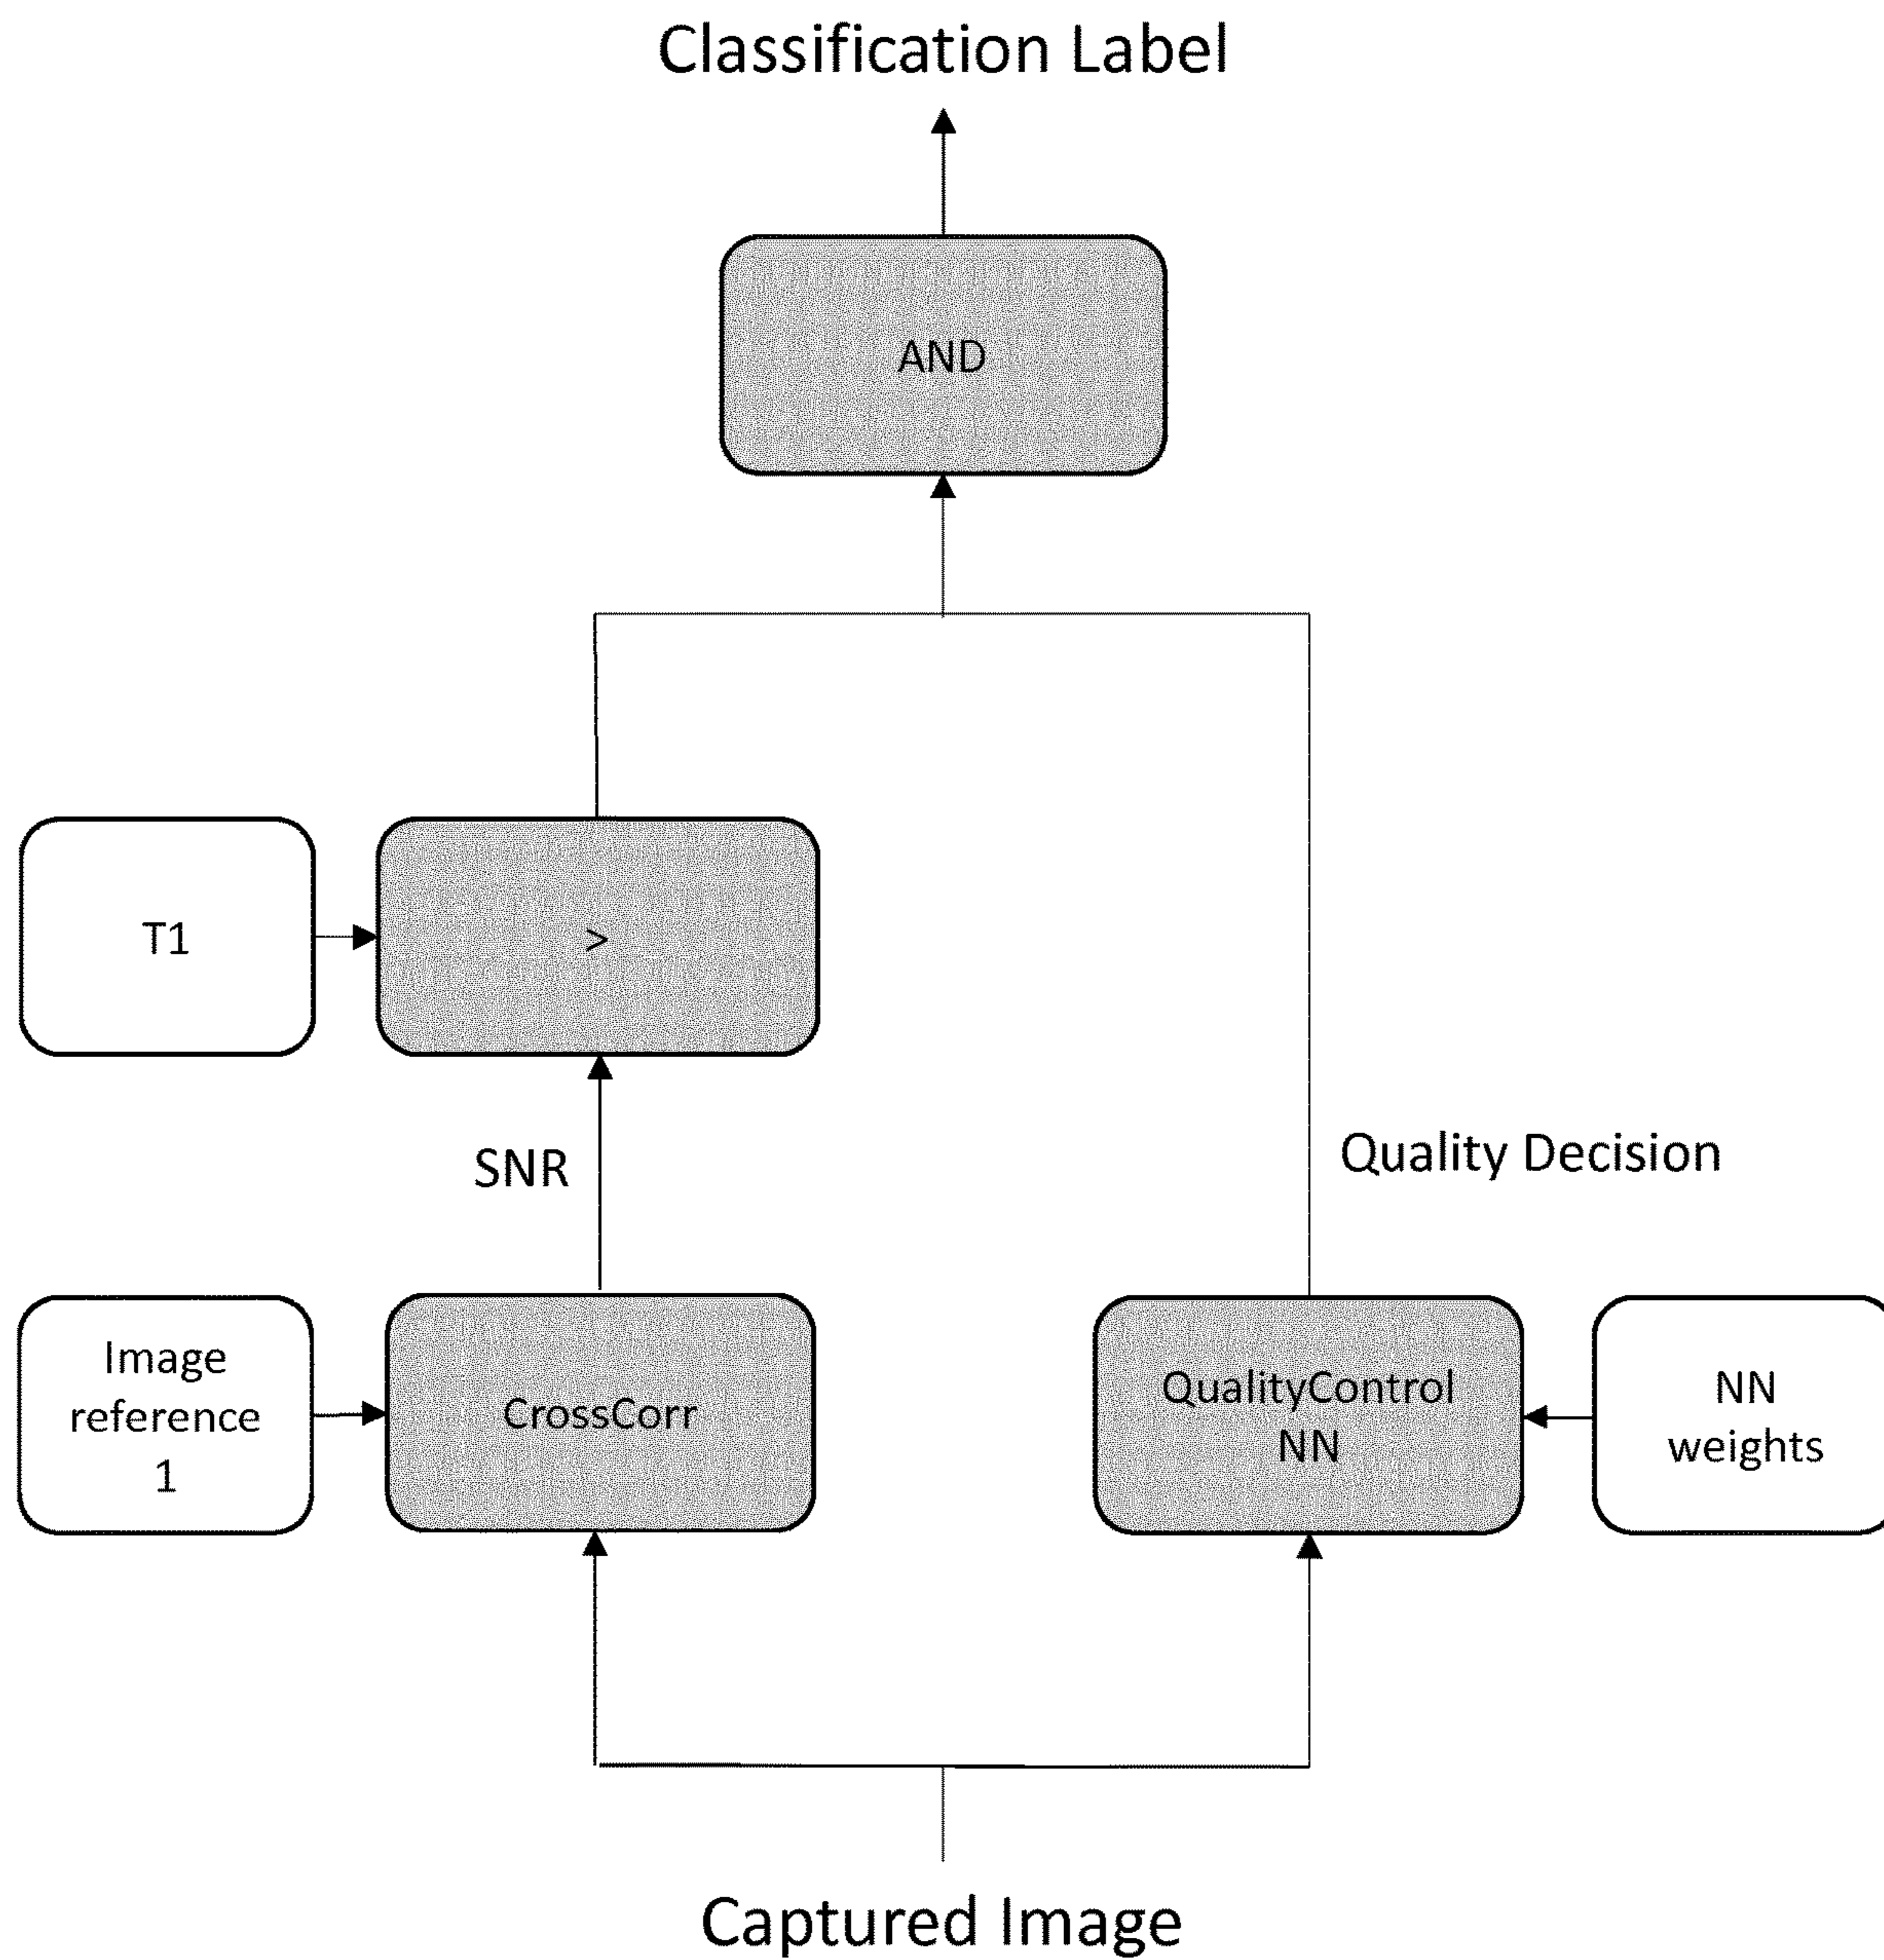 Classification Label
AND
T1
>
SNR
Quality Decision
Image
reference
1
CrossCorr
QualityControl
NN
NN
weights
Captured Image